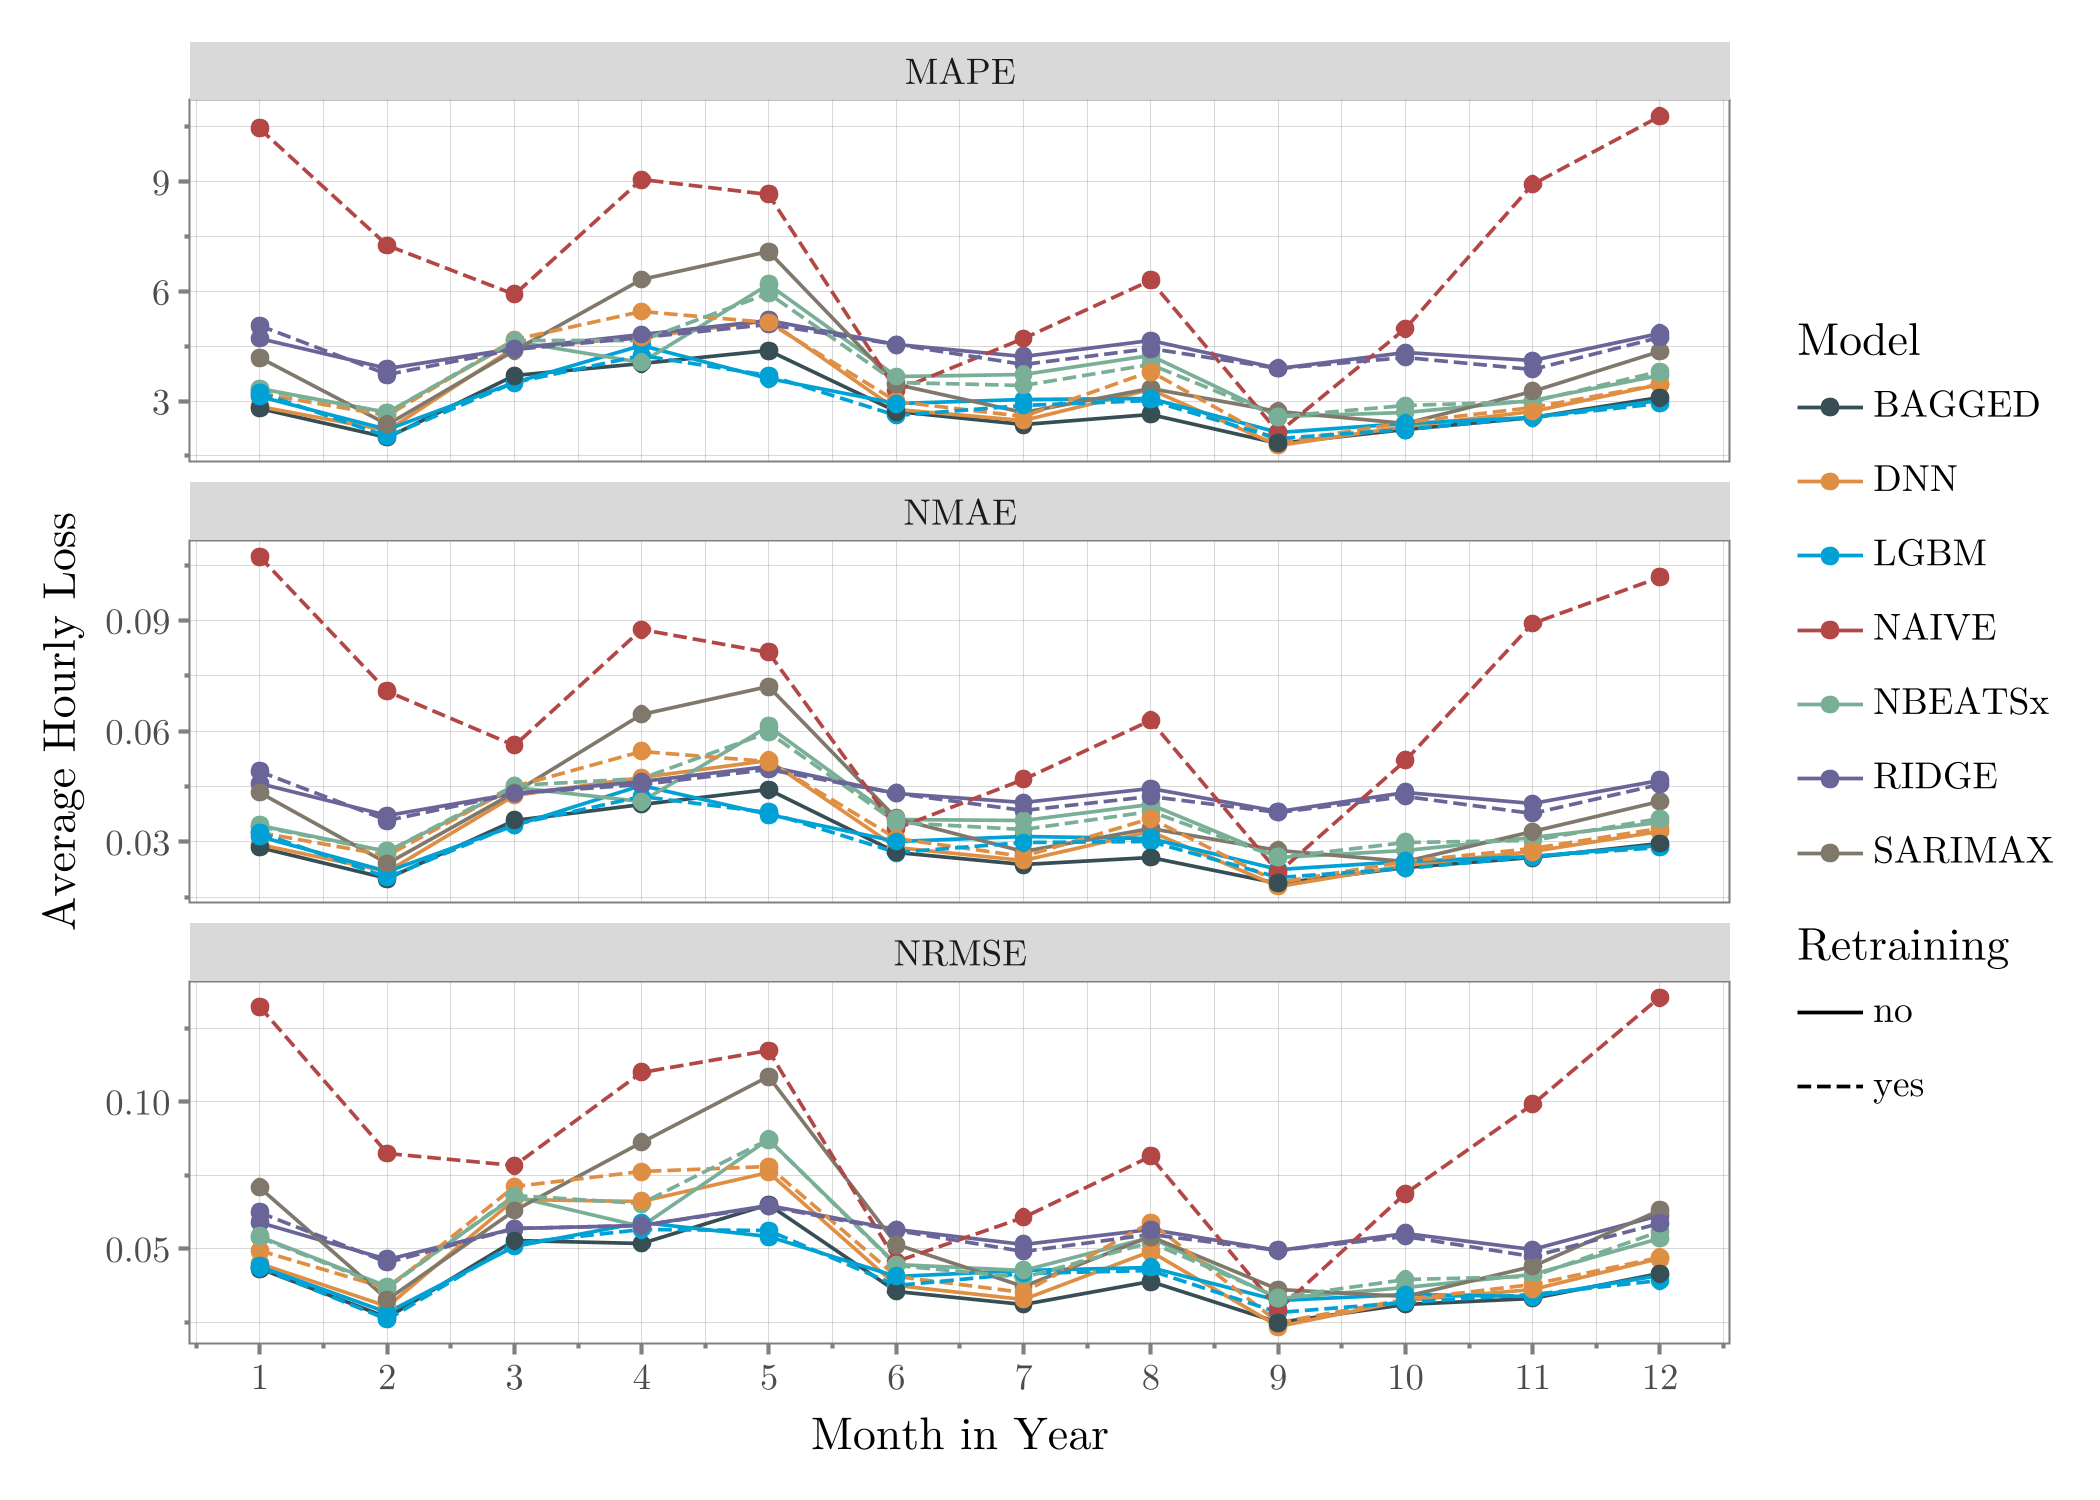 MAPE
9
6
3
NMAE
0.09
0.06
0.03
NRMSE
0.10
0.05
1 2 3 4 5 6 7 8 9 10 11 12
Month in Year
Average Hourly Loss
Model
BAGGED
DNN
LGBM
NAIVE
NBEATSx
RIDGE
SARIMAX
Retraining
no
yes